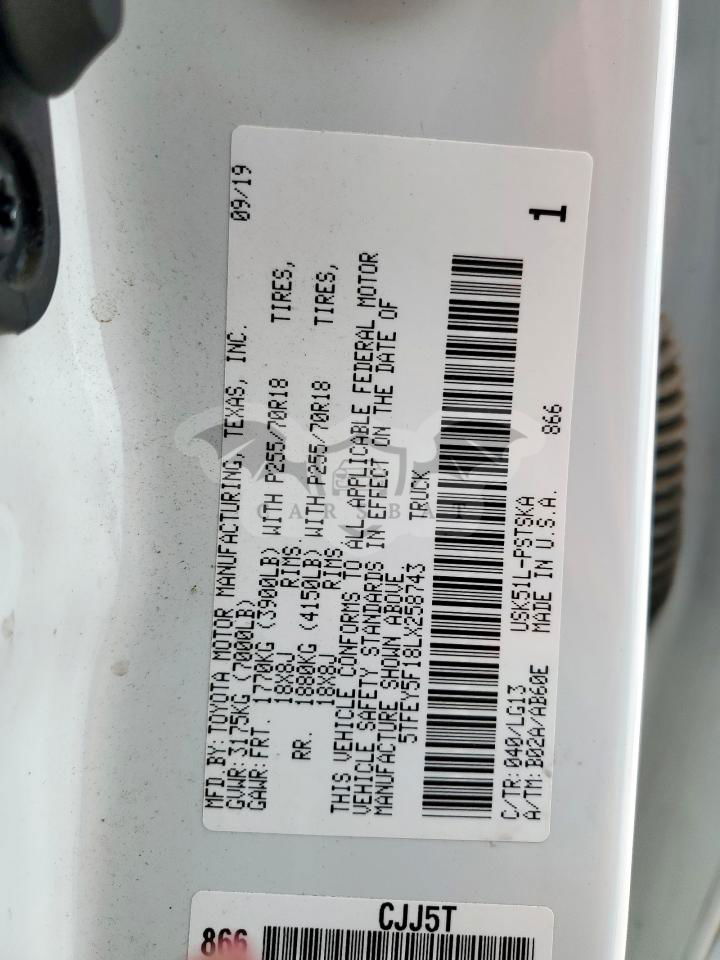 MFD BY: TOYOTA MOTOR MANUFACTURING, TEXAS, INC. 09/19
GVWR: 3175KG (7000LB)
GAWR: FRT. 1770KG (3900LB) WITH P255/70R18 TIRES,
18x8J RIMS
RR. 1880KG (4150LB) WITH P255/70R18 TIRES,
18x8J RIMS
THIS VEHICLE CONFORMS TO ALL APPLICABLE FEDERAL MOTOR
VEHICLE SAFETY STANDARDS IN EFFECT ON THE DATE OF
MANUFACTURE SHOWN ABOVE.
5TFEY5F18LX258743 TRUCK
C/TR: 040/LG13 USK51L-PSTSKA 866
A/TM: B02A/AB60E MADE IN U.S.A.
1
CARSBAT
CJJ5T
866